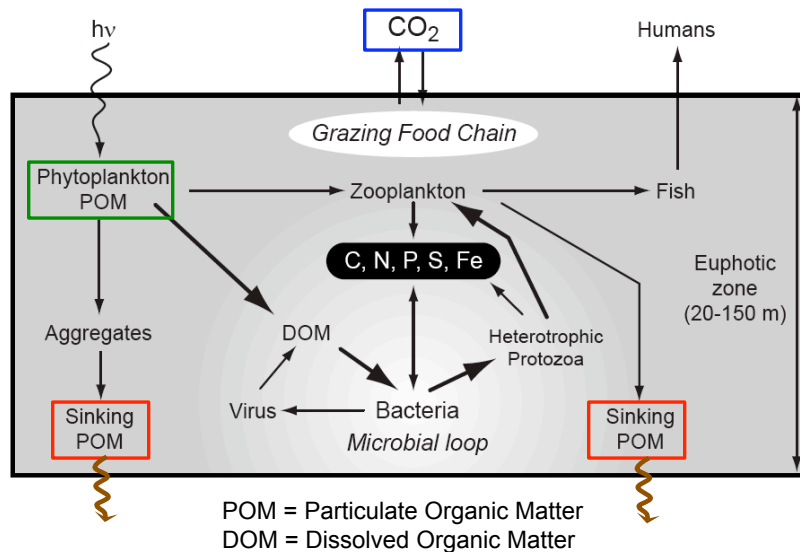 hν
CO₂
Humans
Grazing Food Chain
Phytoplankton
POM
Zooplankton
Fish
C, N, P, S, Fe
Euphotic
zone
(20-150 m)
Aggregates
DOM
Heterotrophic
Protozoa
Sinking
POM
Virus
Bacteria
Sinking
POM
Microbial loop
POM = Particulate Organic Matter
DOM = Dissolved Organic Matter